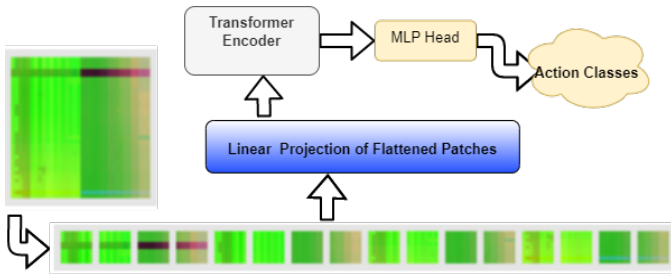 Transformer
Encoder
MLP Head
Action Classes
Linear Projection of Flattened Patches